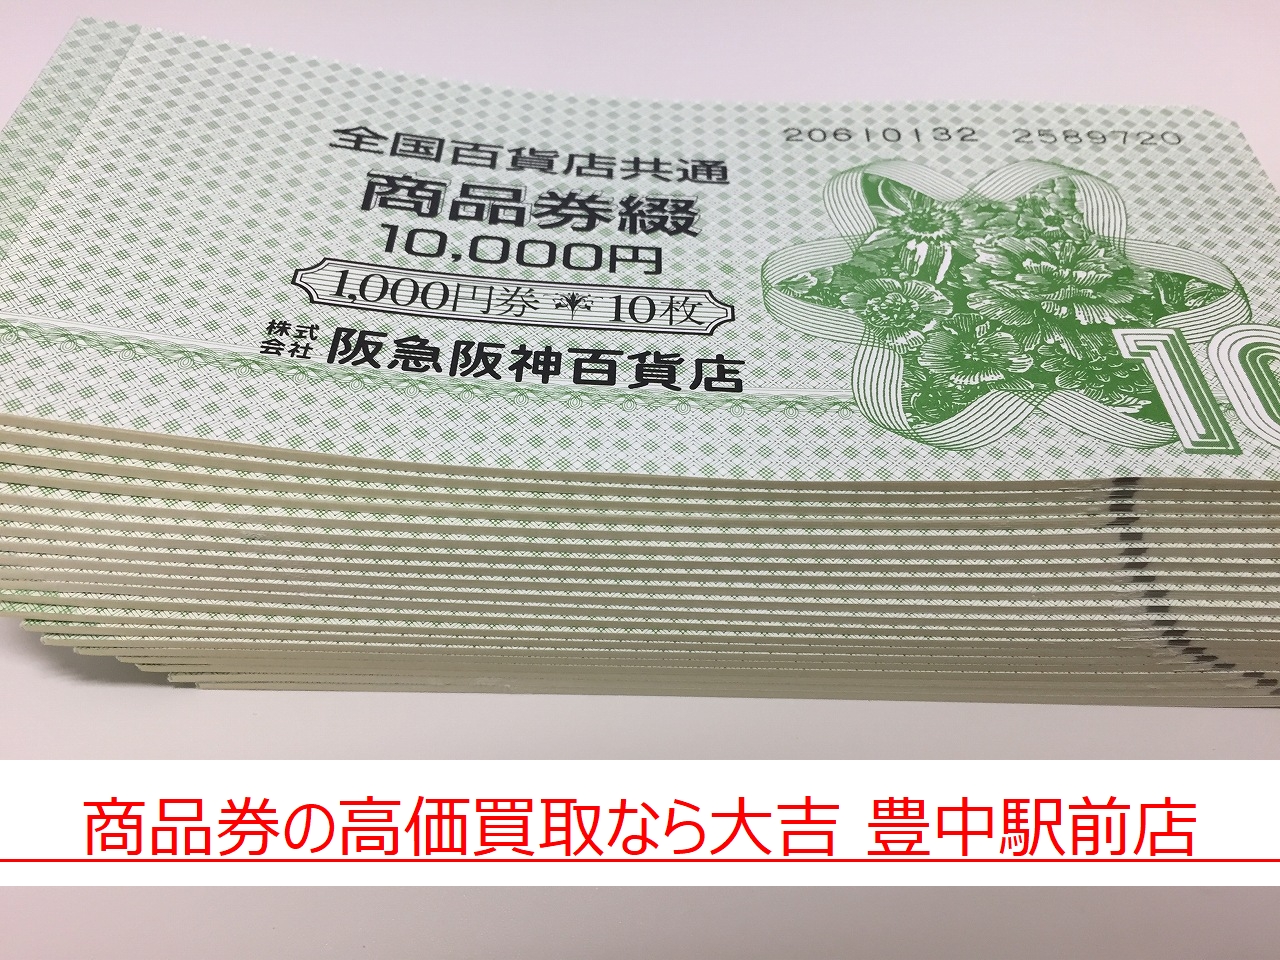 20610132 2589720
全国百貨店共通
商品券綴
10,000円
1,000円券 10枚
株式会社 阪急阪神百貨店
10
商品券の高価買取なら大吉 豊中駅前店